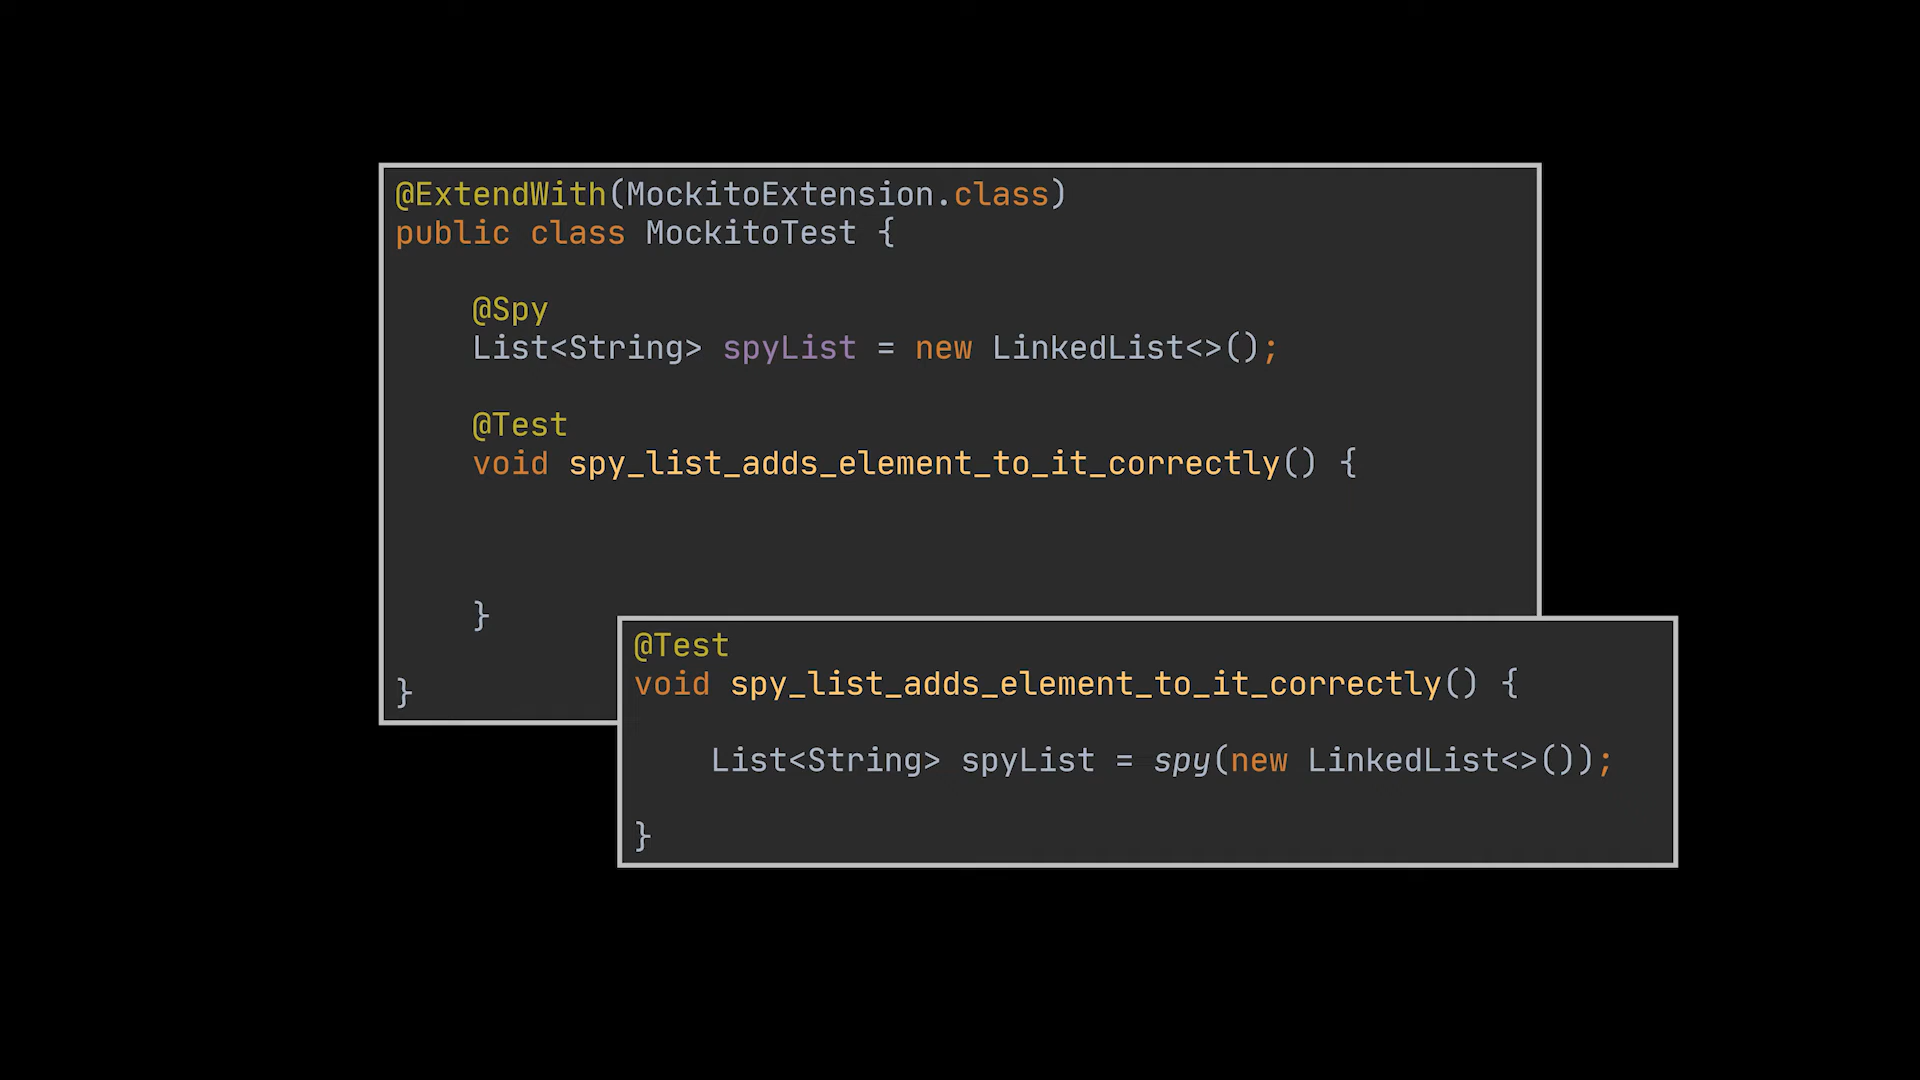 @ExtendWith(MockitoExtension.class)
public class MockitoTest {
@Spy
List<String> spyList = new LinkedList<>();
@Test
void spy_list_adds_element_to_it_correctly() {
}
}
@Test
void spy_list_adds_element_to_it_correctly() {
List<String> spyList = spy(new LinkedList<>());
}